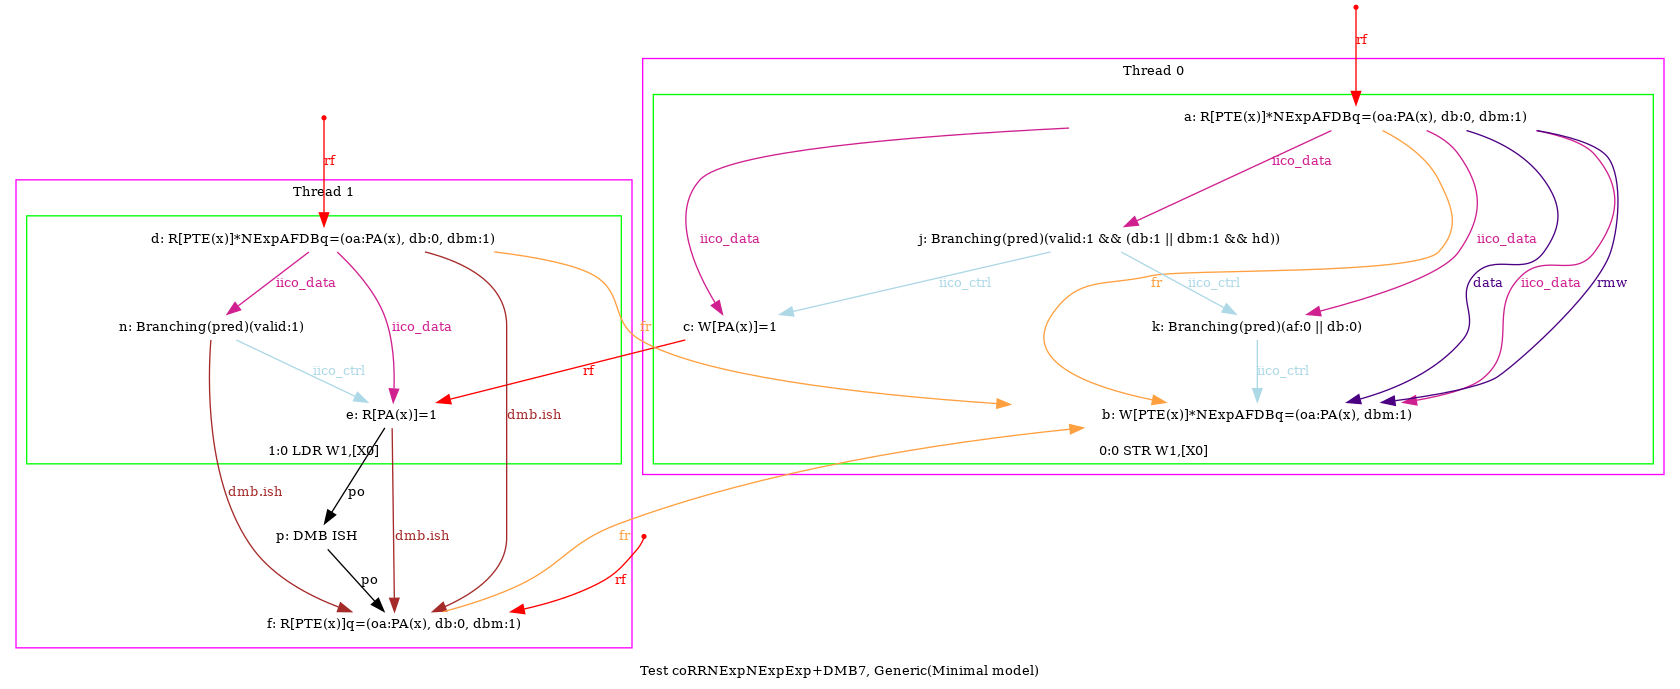 rf
Thread 0
a: R[PTE(x)]*NExpAFDBq=(oa:PA(x), db:0, dbm:1)
rf
iico_data
Thread 1
d: R[PTE(x)]*NExpAFDBq=(oa:PA(x), db:0, dbm:1)
iico_data
j: Branching(pred)(valid:1 && (db:1 || dbm:1 && hd))
iico_data
iico_data
iico_ctrl
fr
iico_ctrl
data
iico_data
rmw
n: Branching(pred)(valid:1)
iico_data
fr
c: W[PA(x)]=1
k: Branching(pred)(af:0 || db:0)
iico_ctrl
rf
iico_ctrl
e: R[PA(x)]=1
dmb.ish
b: W[PTE(x)]*NExpAFDBq=(oa:PA(x), dbm:1)
1:0 LDR W1,[X0]
0:0 STR W1,[X0]
dmb.ish
po
p: DMB ISH
dmb.ish
fr
po
rf
f: R[PTE(x)]q=(oa:PA(x), db:0, dbm:1)
Test coRRNExpNExpExp+DMB7, Generic(Minimal model)